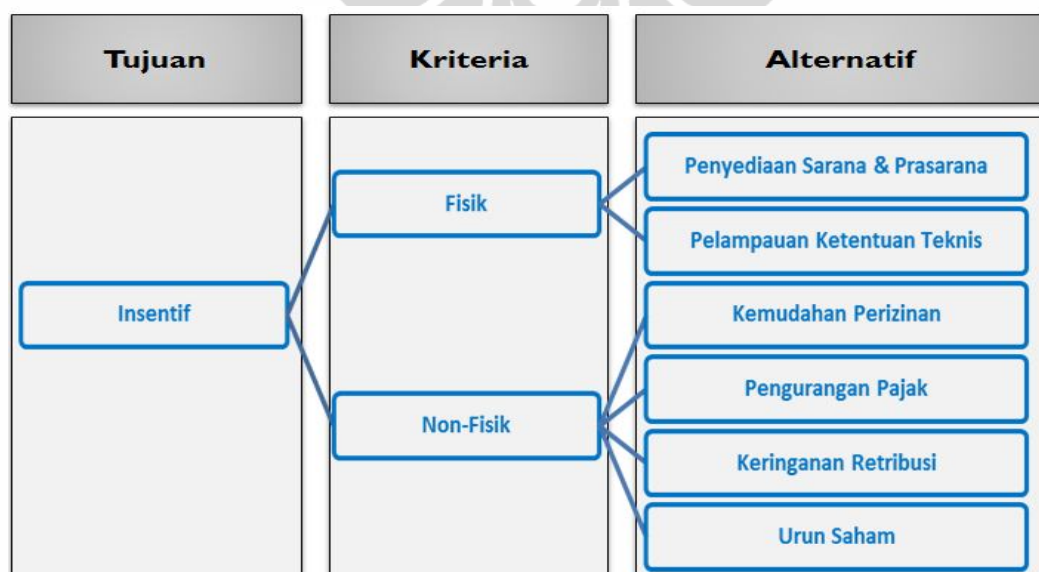 Tujuan
Kriteria
Alternatif
Insentif
Fisik
Non-Fisik
Penyediaan Sarana & Prasarana
Pelampauan Ketentuan Teknis
Kemudahan Perizinan
Pengurangan Pajak
Keringanan Retribusi
Urun Saham